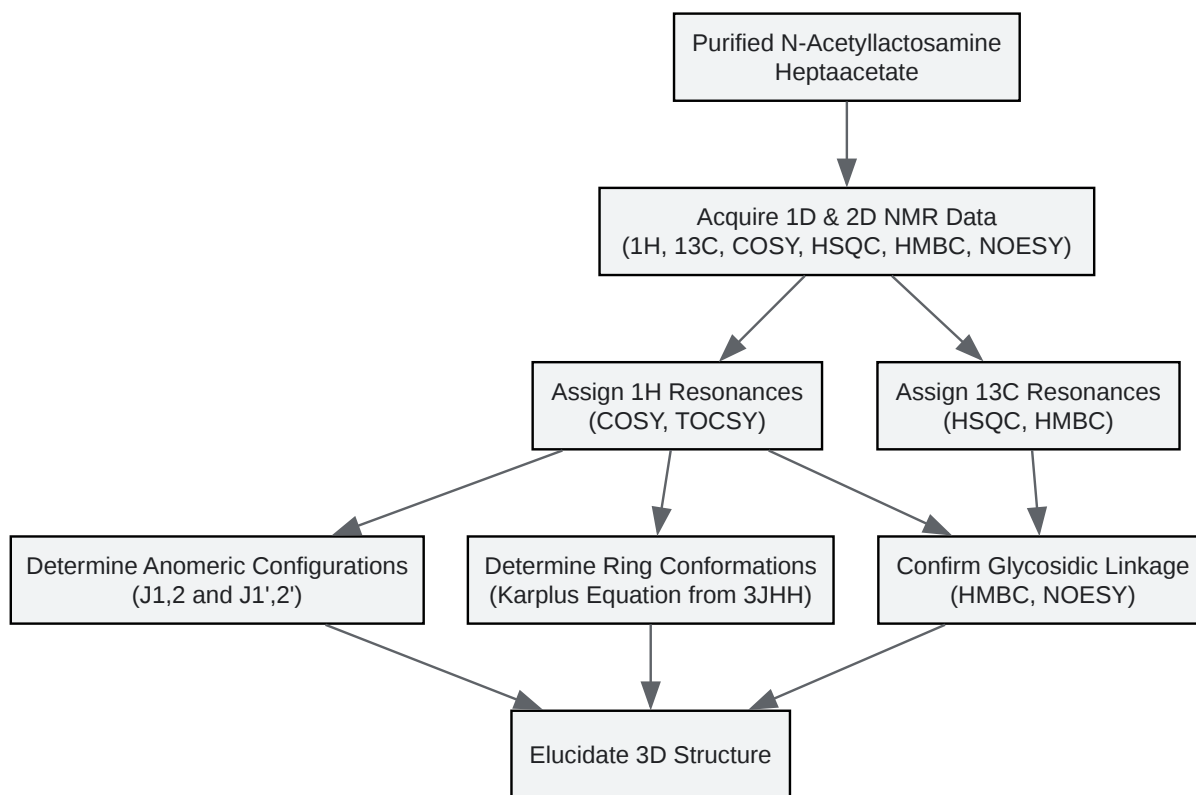 Purified N-Acetyllactosamine
Heptaacetate
Acquire 1D & 2D NMR Data
(1H, 13C, COSY, HSQC, HMBC, NOESY)
Assign 1H Resonances
(COSY, TOCSY)
Assign 13C Resonances
(HSQC, HMBC)
Determine Anomeric Configurations
(J1,2 and J1',2')
Determine Ring Conformations
(Karplus Equation from 3JHH)
Confirm Glycosidic Linkage
(HMBC, NOESY)
Elucidate 3D Structure